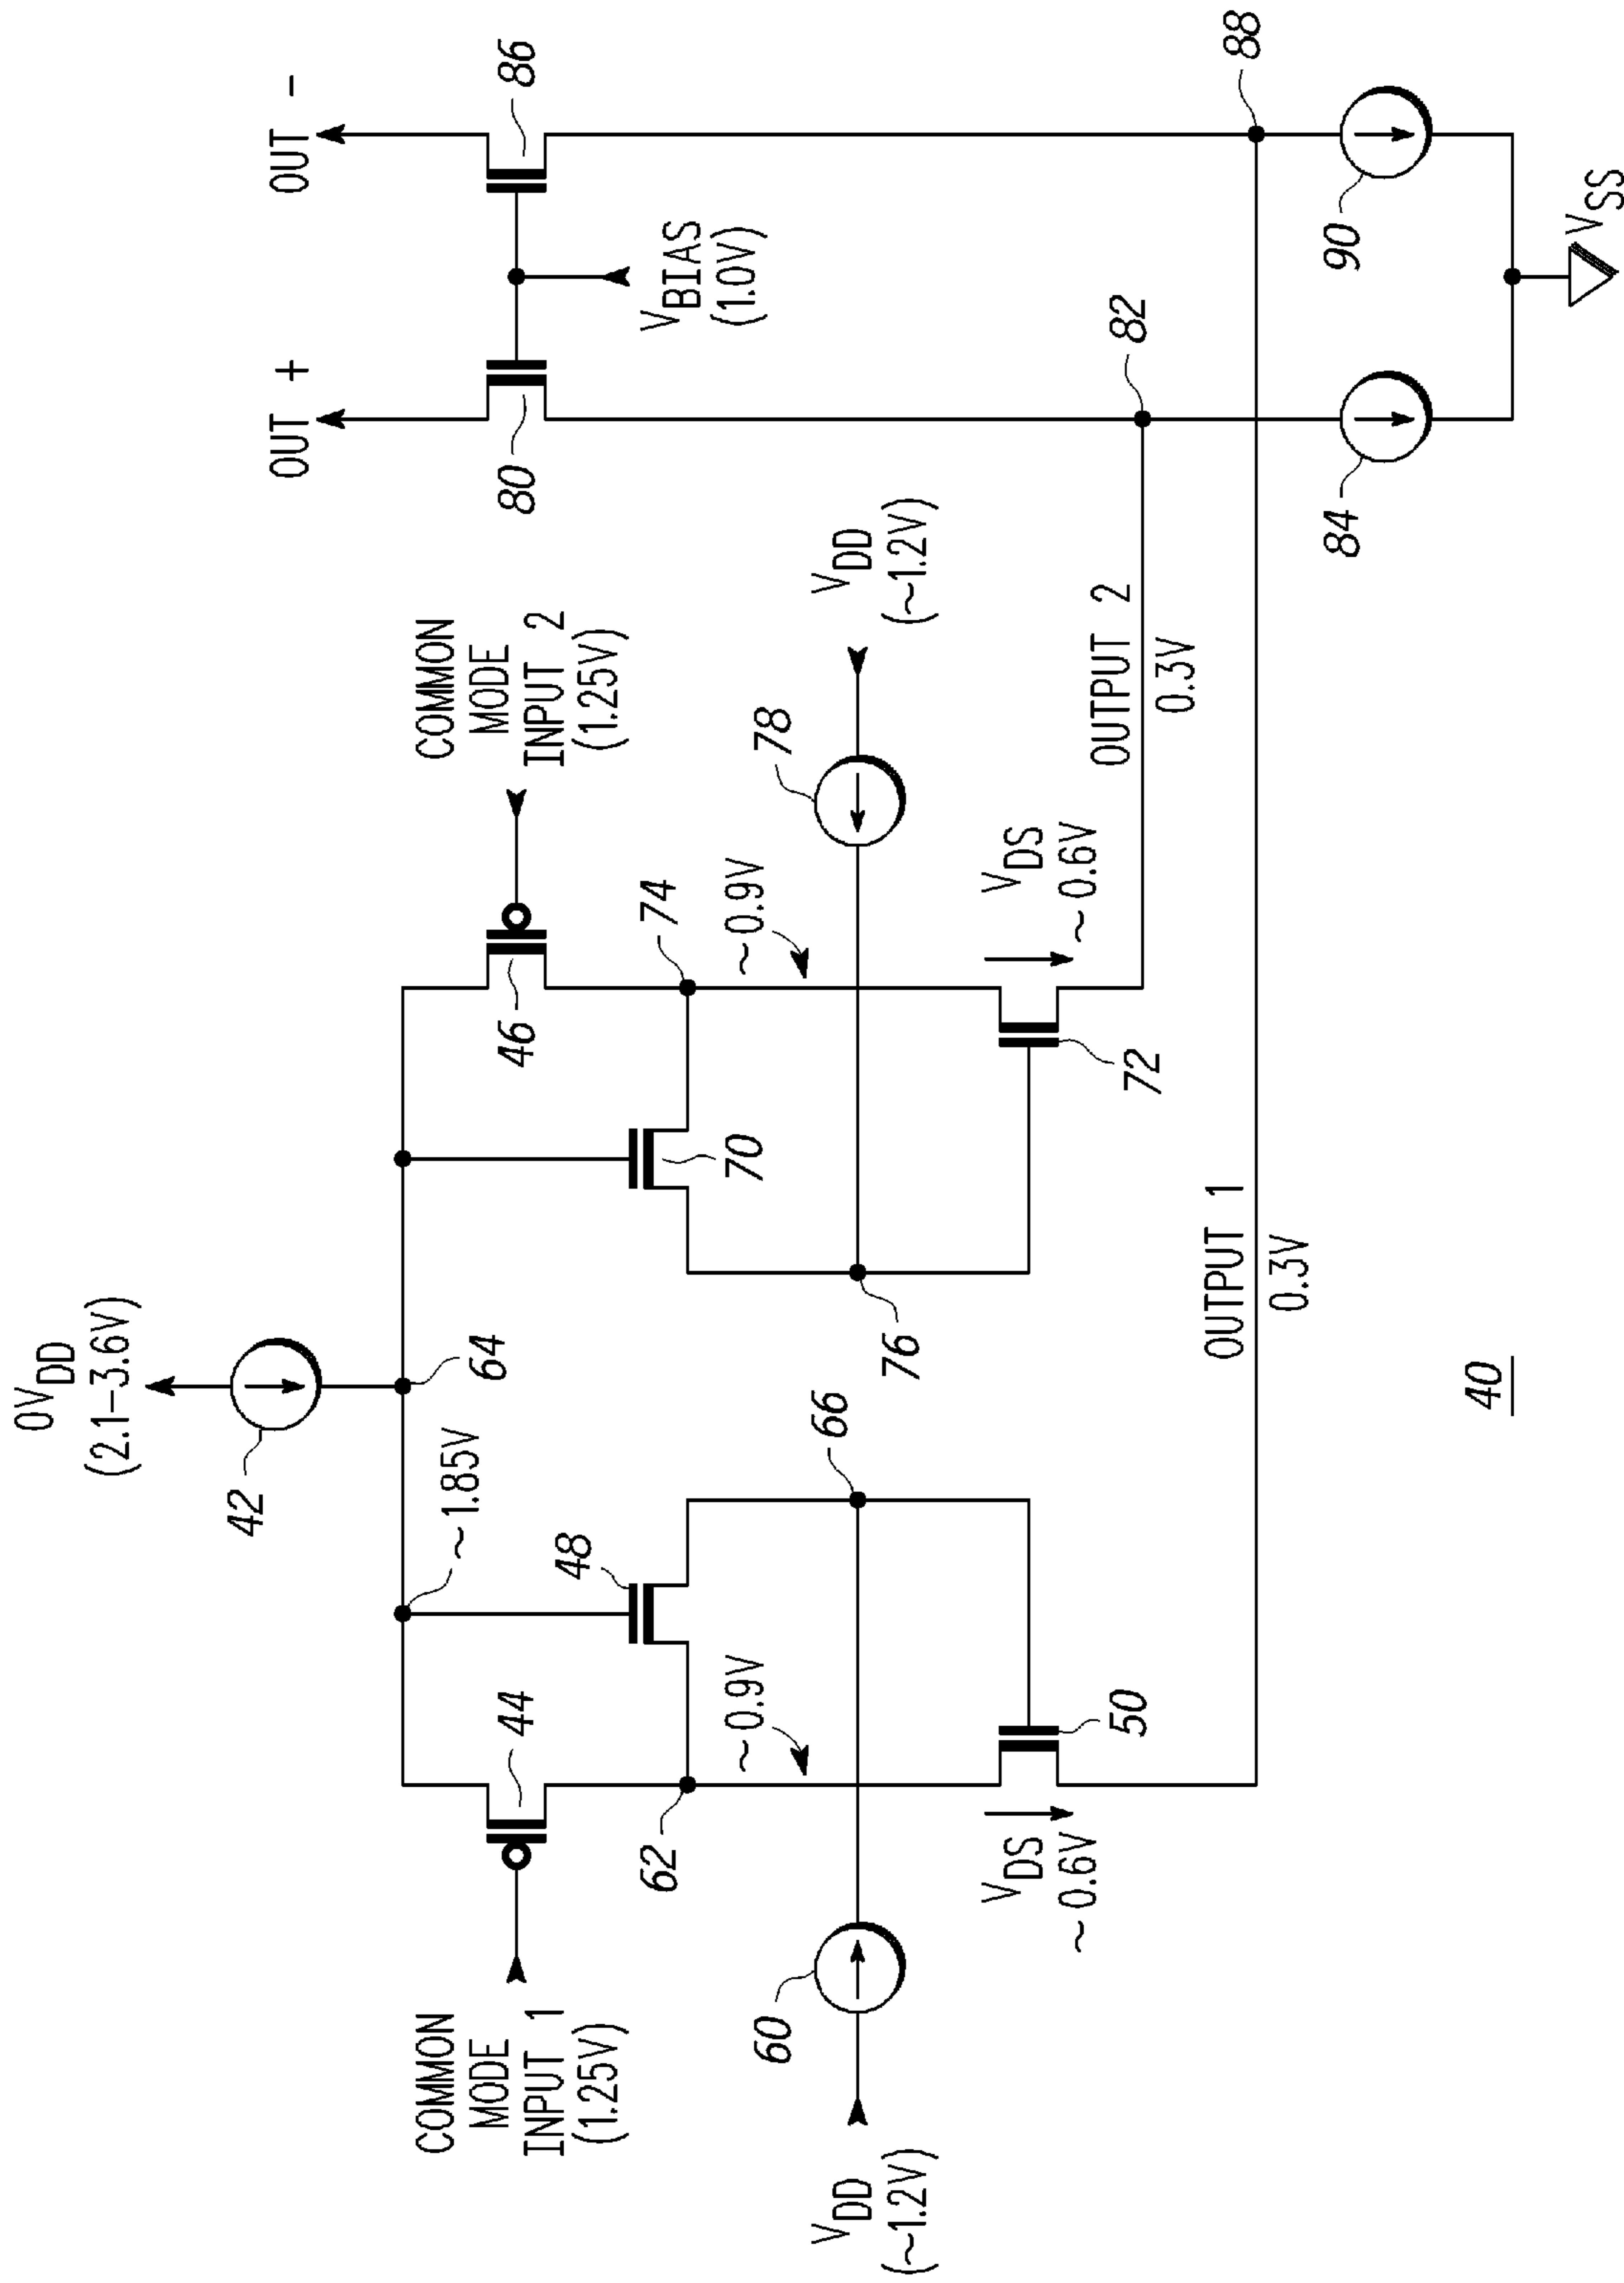 0VDD
(2.1-3.6V)
42
64
~1.85V
COMMON
MODE
INPUT 1
(1.25V)
44
48
62
~0.9V
66
60
VDD
(~1.2V)
VDS
~0.6V
50
COMMON
MODE
INPUT 2
(1.25V)
46
70
74
~0.9V
76
78
VDD
(~1.2V)
VDS
~0.6V
72
OUTPUT 2
0.3V
OUTPUT 1
0.3V
OUT +
OUT -
80
86
VBIAS
(1.0V)
82
88
84
90
VSS
40